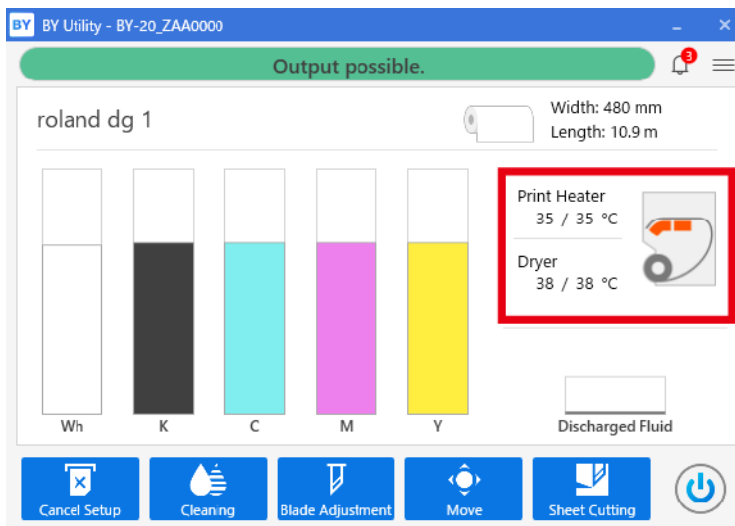 BY BY Utility - BY-20_ZAA0000
Output possible.
3
roland dg 1
Width: 480 mm
Length: 10.9 m
Print Heater
35 / 35 °C
Dryer
38 / 38 °C
Wh K C M Y
Discharged Fluid
Cancel Setup Cleaning Blade Adjustment Move Sheet Cutting